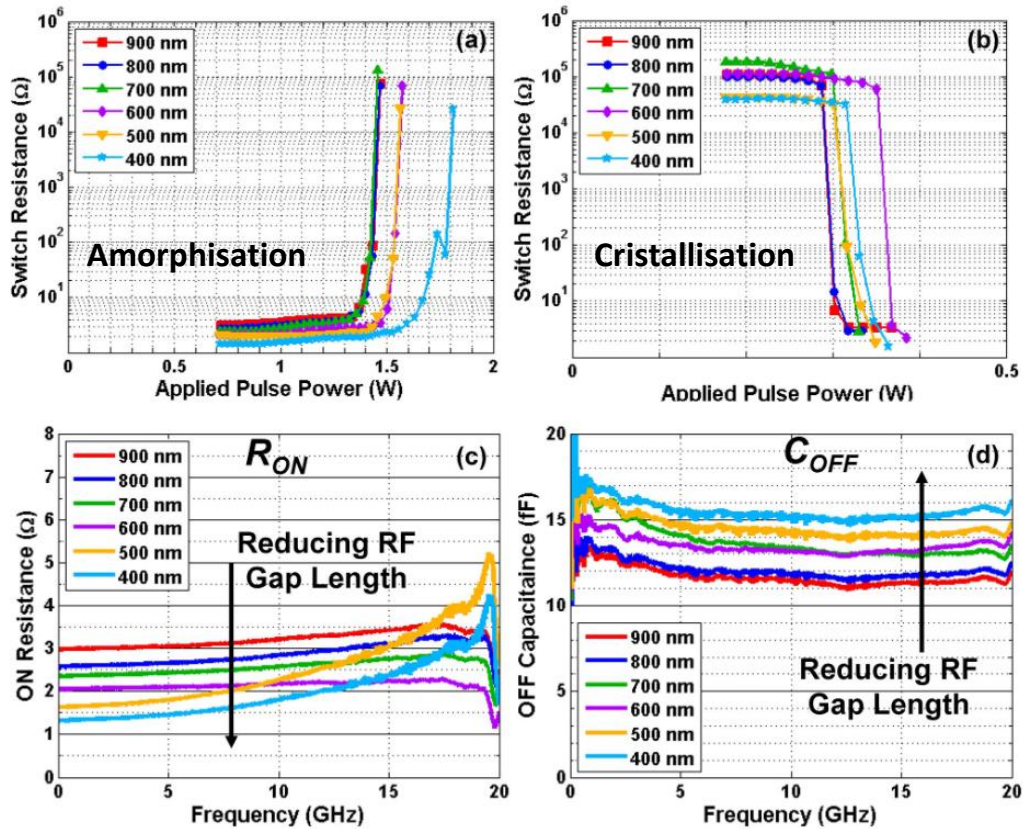 (a)
900 nm
800 nm
700 nm
600 nm
500 nm
400 nm
Amorphisation
Switch Resistance (Ω)
10^5
10^4
10^3
10^2
10^1
0 0.5 1 1.5 2
Applied Pulse Power (W)
(b)
900 nm
800 nm
700 nm
600 nm
500 nm
400 nm
Cristallisation
Switch Resistance (Ω)
10^6
10^5
10^4
10^3
10^2
10^1
0 0.5
Applied Pulse Power (W)
(c)
R_ON
900 nm
800 nm
700 nm
600 nm
500 nm
400 nm
Reducing RF
Gap Length
ON Resistance (Ω)
8
7
6
5
4
3
2
1
0
0 5 10 15 20
Frequency (GHz)
(d)
C_OFF
Reducing RF
Gap Length
900 nm
800 nm
700 nm
600 nm
500 nm
400 nm
OFF Capacitance (fF)
20
15
10
5
0
0 5 10 15 20
Frequency (GHz)